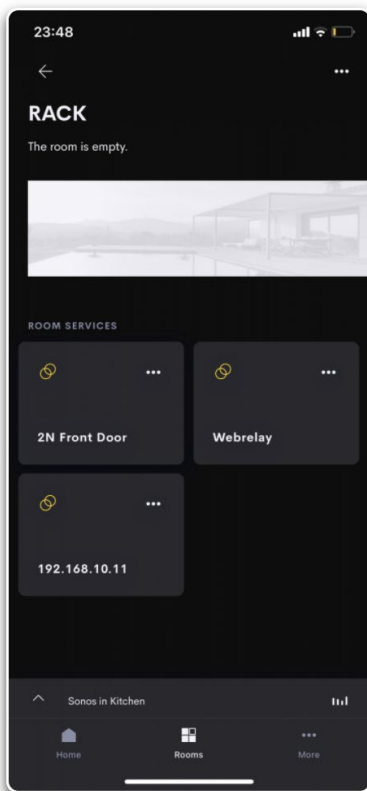 23:48
RACK
The room is empty.
ROOM SERVICES
2N Front Door
Webrelay
192.168.10.11
Sonos in Kitchen
Home
Rooms
More